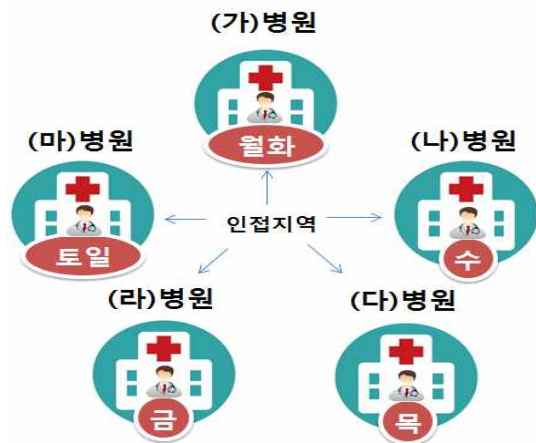 (가)병원
월화
(마)병원
(나)병원
토일
인접지역
수
(라)병원
(다)병원
금
목